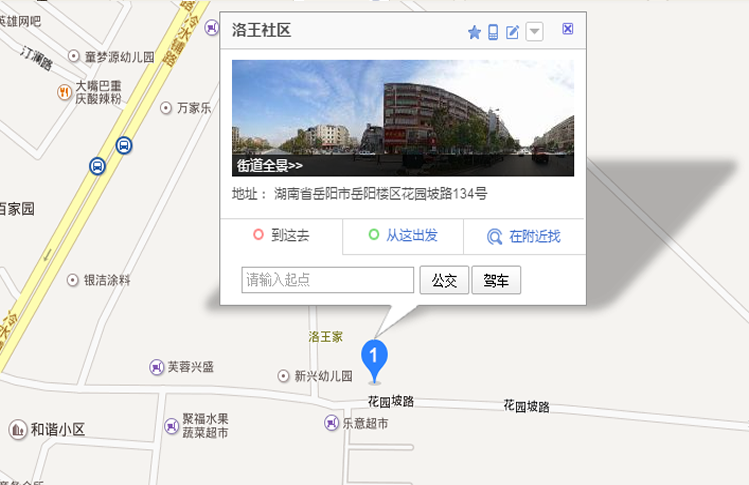 英雄网吧
汀澜路
童梦源幼儿园
大嘴巴重
庆酸辣粉
万家乐
冷水铺路
百家园
银洁涂料
冷水
洛王社区
街道全景>>
地址： 湖南省岳阳市岳阳楼区花园坡路134号
到这去
从这出发
在附近找
请输入起点
公交
驾车
洛王家
1
芙蓉兴盛
新兴幼儿园
花园坡路
花园坡路
聚福水果
蔬菜超市
乐意超市
和谐小区